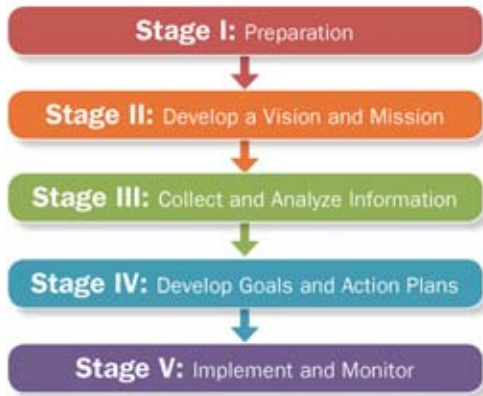 Stage I: Preparation
Stage II: Develop a Vision and Mission
Stage III: Collect and Analyze Information
Stage IV: Develop Goals and Action Plans
Stage V: Implement and Monitor